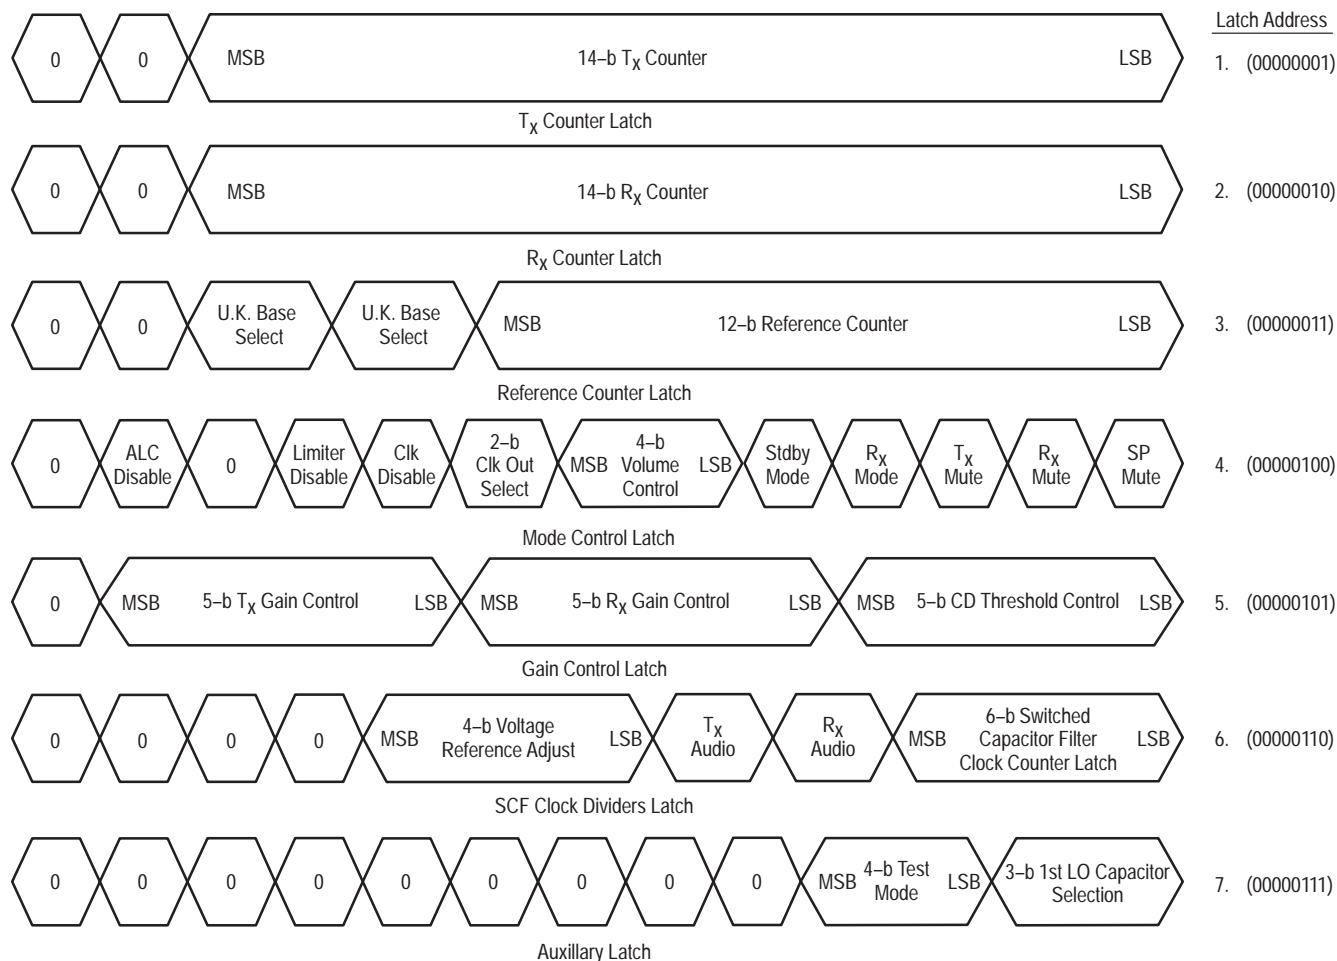 Latch Address
0 0 MSB 14–b TX Counter LSB 1. (00000001)
TX Counter Latch
0 0 MSB 14–b RX Counter LSB 2. (00000010)
RX Counter Latch
0 0 U.K. Base Select U.K. Base Select MSB 12–b Reference Counter LSB 3. (00000011)
Reference Counter Latch
0 ALC Disable 0 Limiter Disable Clk Disable 2–b Clk Out Select MSB 4–b Volume Control LSB Stdby Mode RX Mode TX Mute RX Mute SP Mute 4. (00000100)
Mode Control Latch
0 MSB 5–b TX Gain Control LSB MSB 5–b RX Gain Control LSB MSB 5–b CD Threshold Control LSB 5. (00000101)
Gain Control Latch
0 0 0 0 MSB 4–b Voltage Reference Adjust LSB TX Audio RX Audio MSB 6–b Switched Capacitor Filter Clock Counter Latch LSB 6. (00000110)
SCF Clock Dividers Latch
0 0 0 0 0 0 0 0 0 MSB 4–b Test Mode LSB 3–b 1st LO Capacitor Selection 7. (00000111)
Auxillary Latch